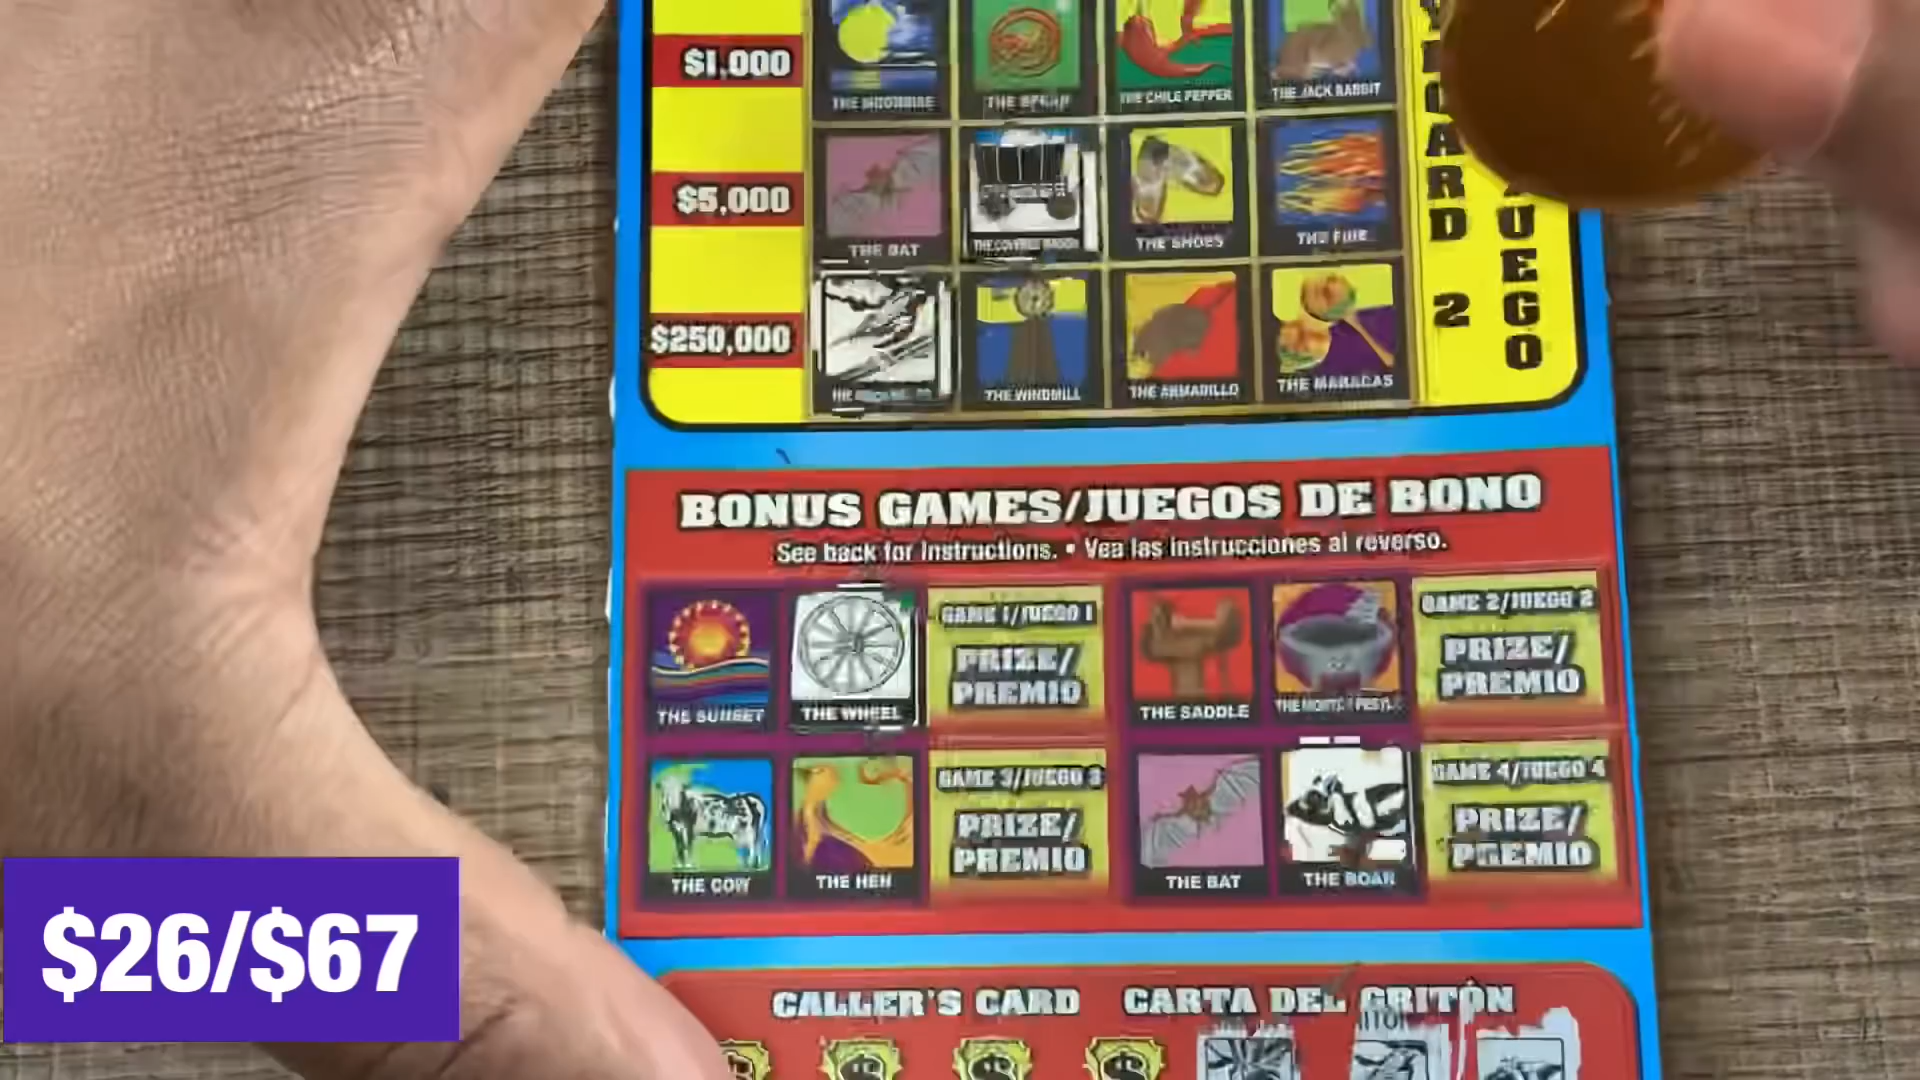 $1,000
THE CHILE PEPPER
THE JACK RABBIT
$5,000
THE BAT
THE SHOES
THE FIRE
$250,000
THE
THE WINDMILL
THE ARMADILLO
THE MARACAS
CARD 2
JUEGO
BONUS GAMES/JUEGOS DE BONO
See back for Instructions. • Vea las instrucciones al reverso.
THE SUNSET
THE WHEEL
GAME 1/JUEGO 1
PRIZE/
PREMIO
THE SADDLE
GAME 2/JUEGO 2
PRIZE/
PREMIO
THE COW
THE HEN
GAME 3/JUEGO 3
PRIZE/
PREMIO
THE BAT
THE BOAR
GAME 4/JUEGO 4
PRIZE/
PREMIO
CALLER'S CARD CARTA DEL GRITÓN
$26/$67